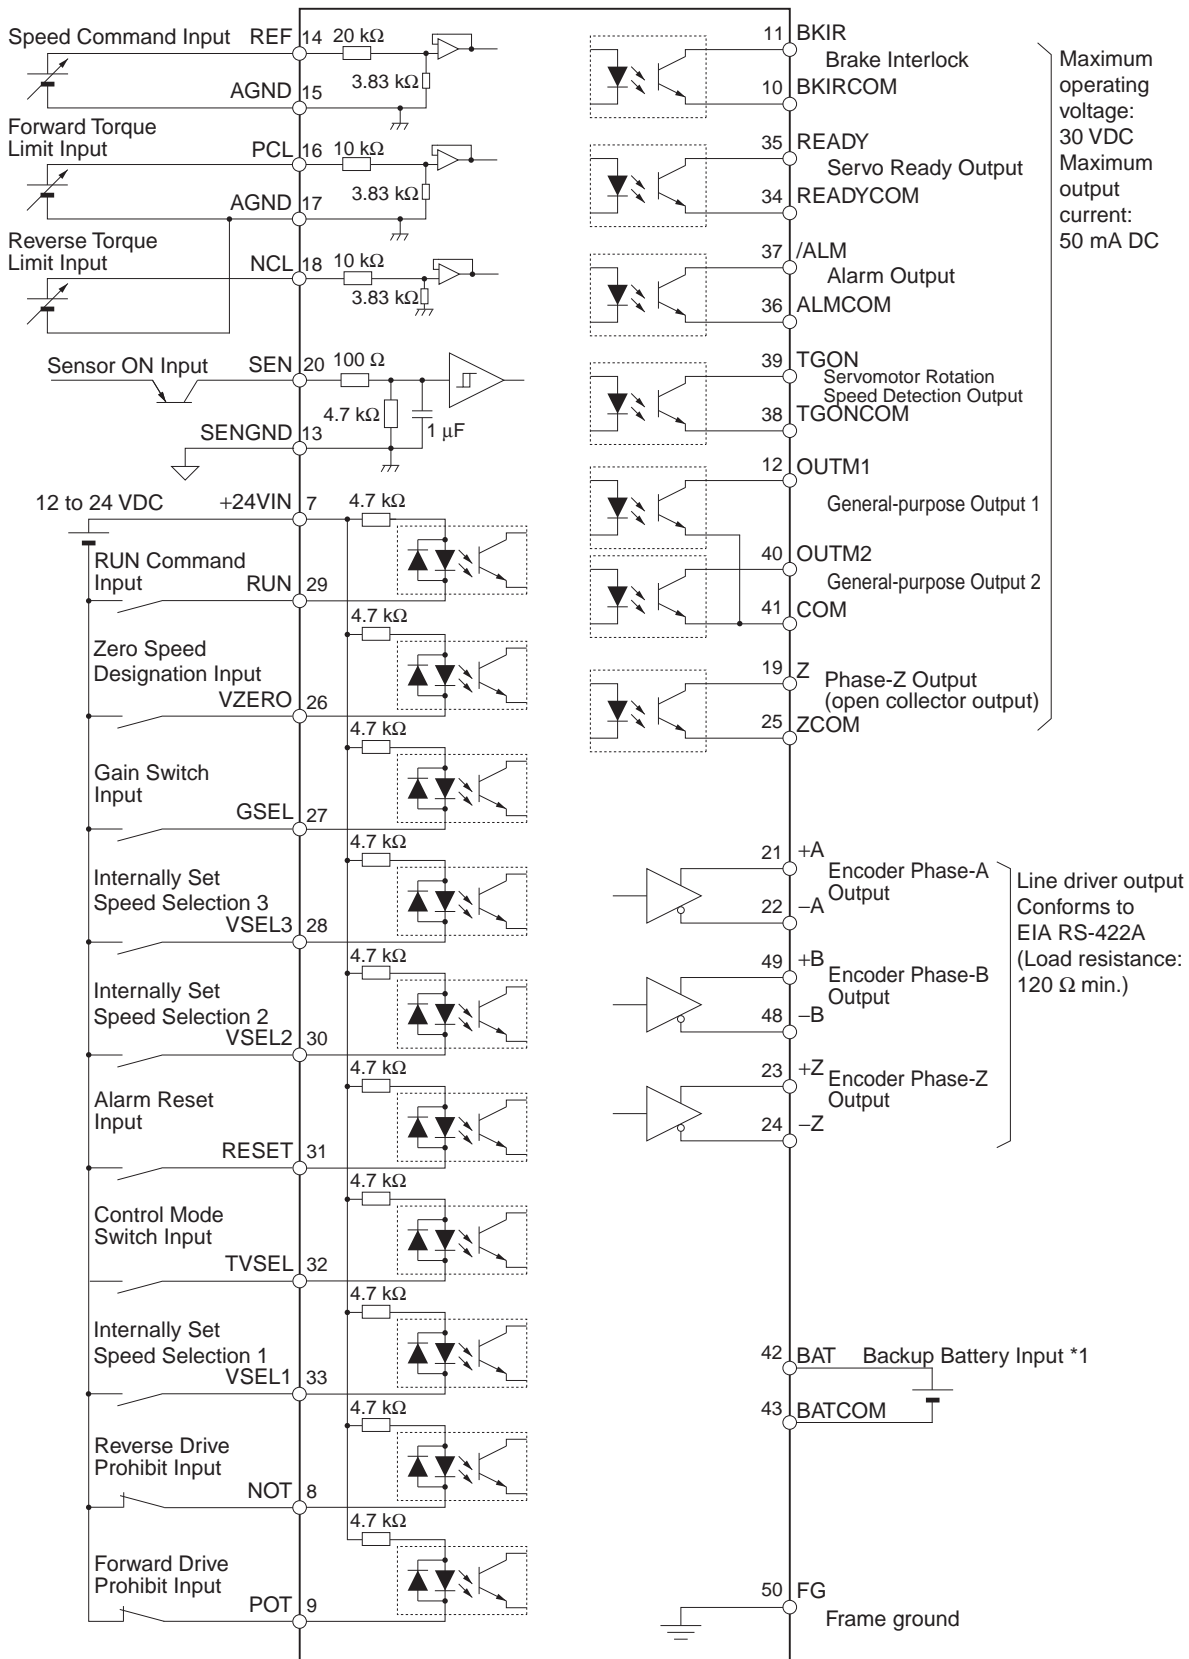 Speed Command Input REF 14 20 kΩ
3.83 kΩ
AGND 15
Forward Torque
Limit Input
PCL 16 10 kΩ
3.83 kΩ
AGND 17
Reverse Torque
Limit Input
NCL 18 10 kΩ
3.83 kΩ
Sensor ON Input SEN 20 100 Ω
4.7 kΩ
1 μF
SENGND 13
12 to 24 VDC +24VIN 7 4.7 kΩ
RUN Command
Input
RUN 29
4.7 kΩ
Zero Speed
Designation Input
VZERO 26
4.7 kΩ
Gain Switch
Input
GSEL 27
4.7 kΩ
Internally Set
Speed Selection 3
VSEL3 28
4.7 kΩ
Internally Set
Speed Selection 2
VSEL2 30
4.7 kΩ
Alarm Reset
Input
RESET 31
4.7 kΩ
Control Mode
Switch Input
TVSEL 32
4.7 kΩ
Internally Set
Speed Selection 1
VSEL1 33
4.7 kΩ
Reverse Drive
Prohibit Input
NOT 8
4.7 kΩ
Forward Drive
Prohibit Input
POT 9
11 BKIR
Brake Interlock
10 BKIRCOM
35 READY
Servo Ready Output
34 READYCOM
37 /ALM
Alarm Output
36 ALMCOM
39 TGON
Servomotor Rotation
Speed Detection Output
38 TGONCOM
12 OUTM1
General-purpose Output 1
40 OUTM2
General-purpose Output 2
41 COM
19 Z
Phase-Z Output
(open collector output)
25 ZCOM
Maximum
operating
voltage:
30 VDC
Maximum
output
current:
50 mA DC
21 +A
Encoder Phase-A
Output
22 −A
49 +B
Encoder Phase-B
Output
48 −B
23 +Z
Encoder Phase-Z
Output
24 −Z
Line driver output
Conforms to
EIA RS-422A
(Load resistance:
120 Ω min.)
42 BAT Backup Battery Input *1
43 BATCOM
50 FG
Frame ground